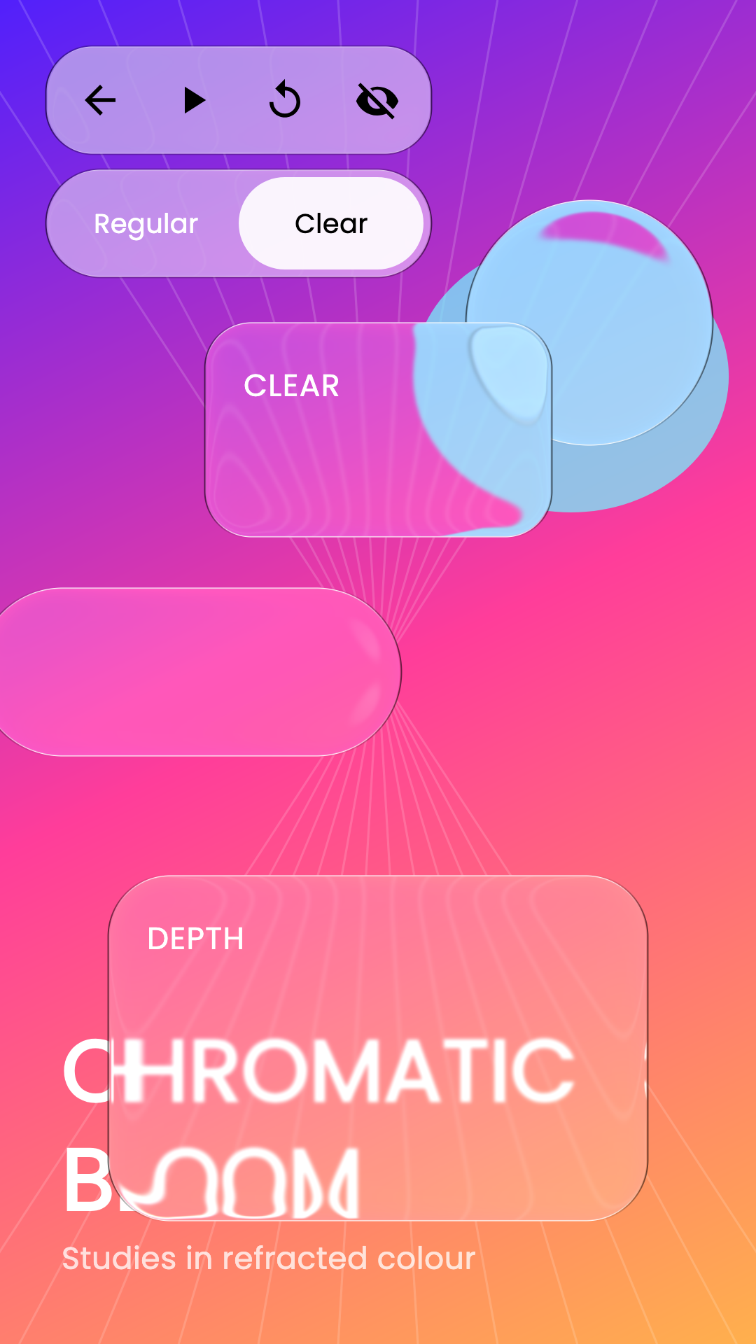 Regular
Clear
CLEAR
DEPTH
CHROMATIC
BLOOM
Studies in refracted colour